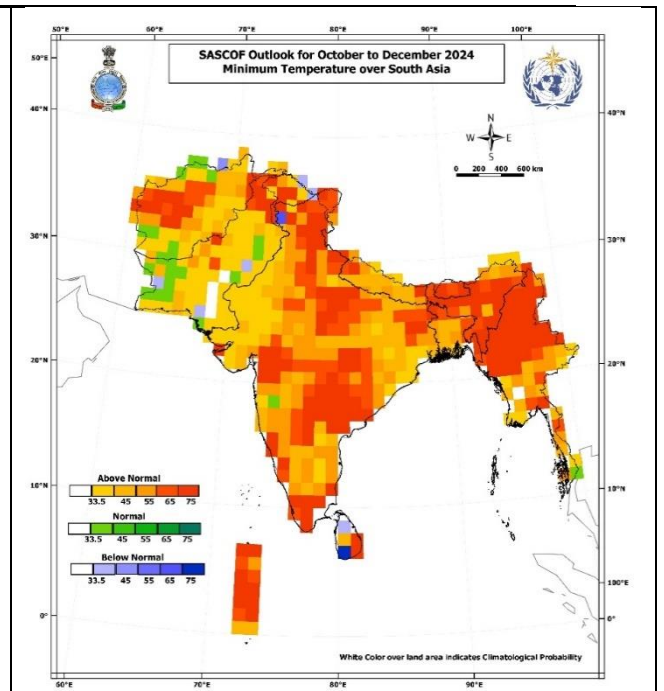 50°E 60°E 70°E 80°E 90°E 100°E
SASCOF Outlook for October to December 2024
Minimum Temperature over South Asia
50°N
40°N
40°N
N
W E
S
0 200 400 600 km
30°N
30°N
20°N
20°N
10°N
10°N
Above Normal
33.5 45 55 65 75
Normal
33.5 45 55 65 75
Below Normal
33.5 45 55 65 75
100°E
0°
0°
White Color over land area indicates Climatological Probability
60°E 70°E 80°E 90°E